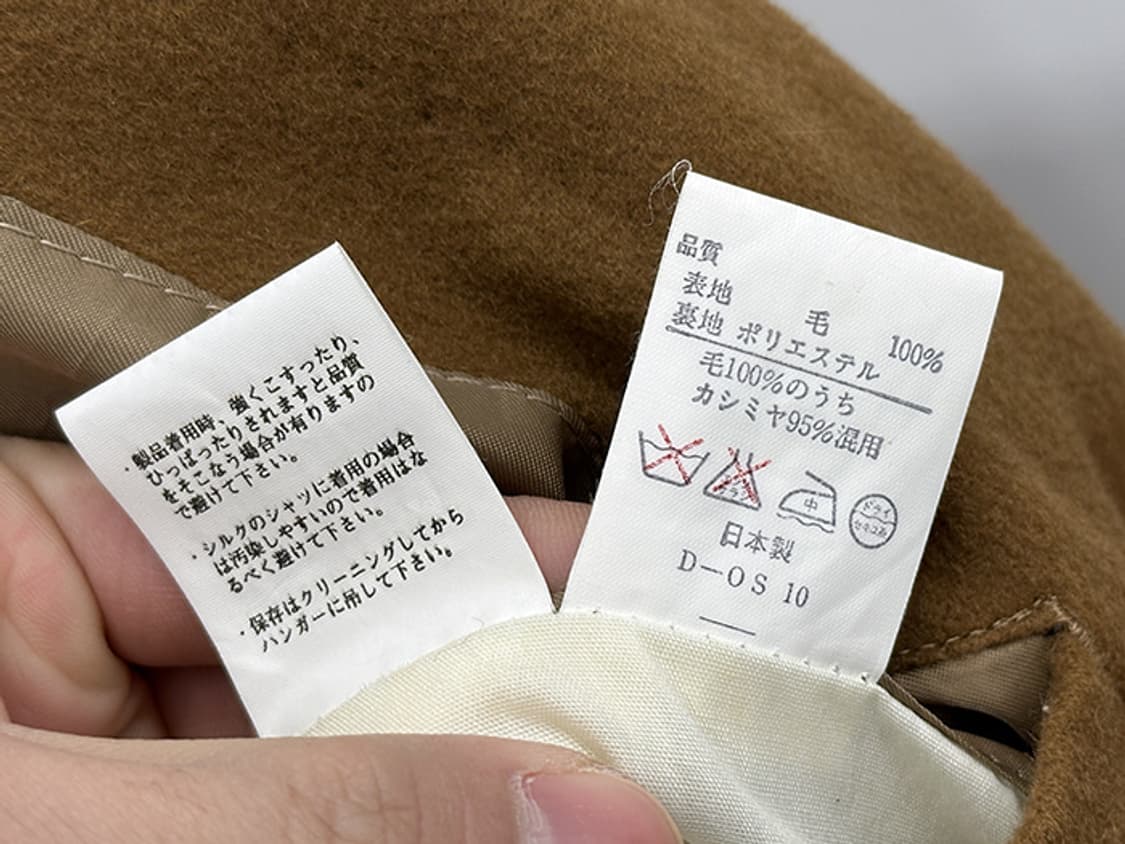 ・製品着用時、強くこすったり、
ひっぱったりされますと品質
をそこなう場合が有りますの
で避けて下さい。
・シルクのシャツに着用の場合
は汚染しやすいので着用はな
るべく避けて下さい。
・保存はクリーニングしてから
ハンガーに吊して下さい。
品質
表地 毛 100%
裏地 ポリエステル
毛100%のうち
カシミヤ95%混用
中
ドライ
セキユ系
日本製
D-OS 10